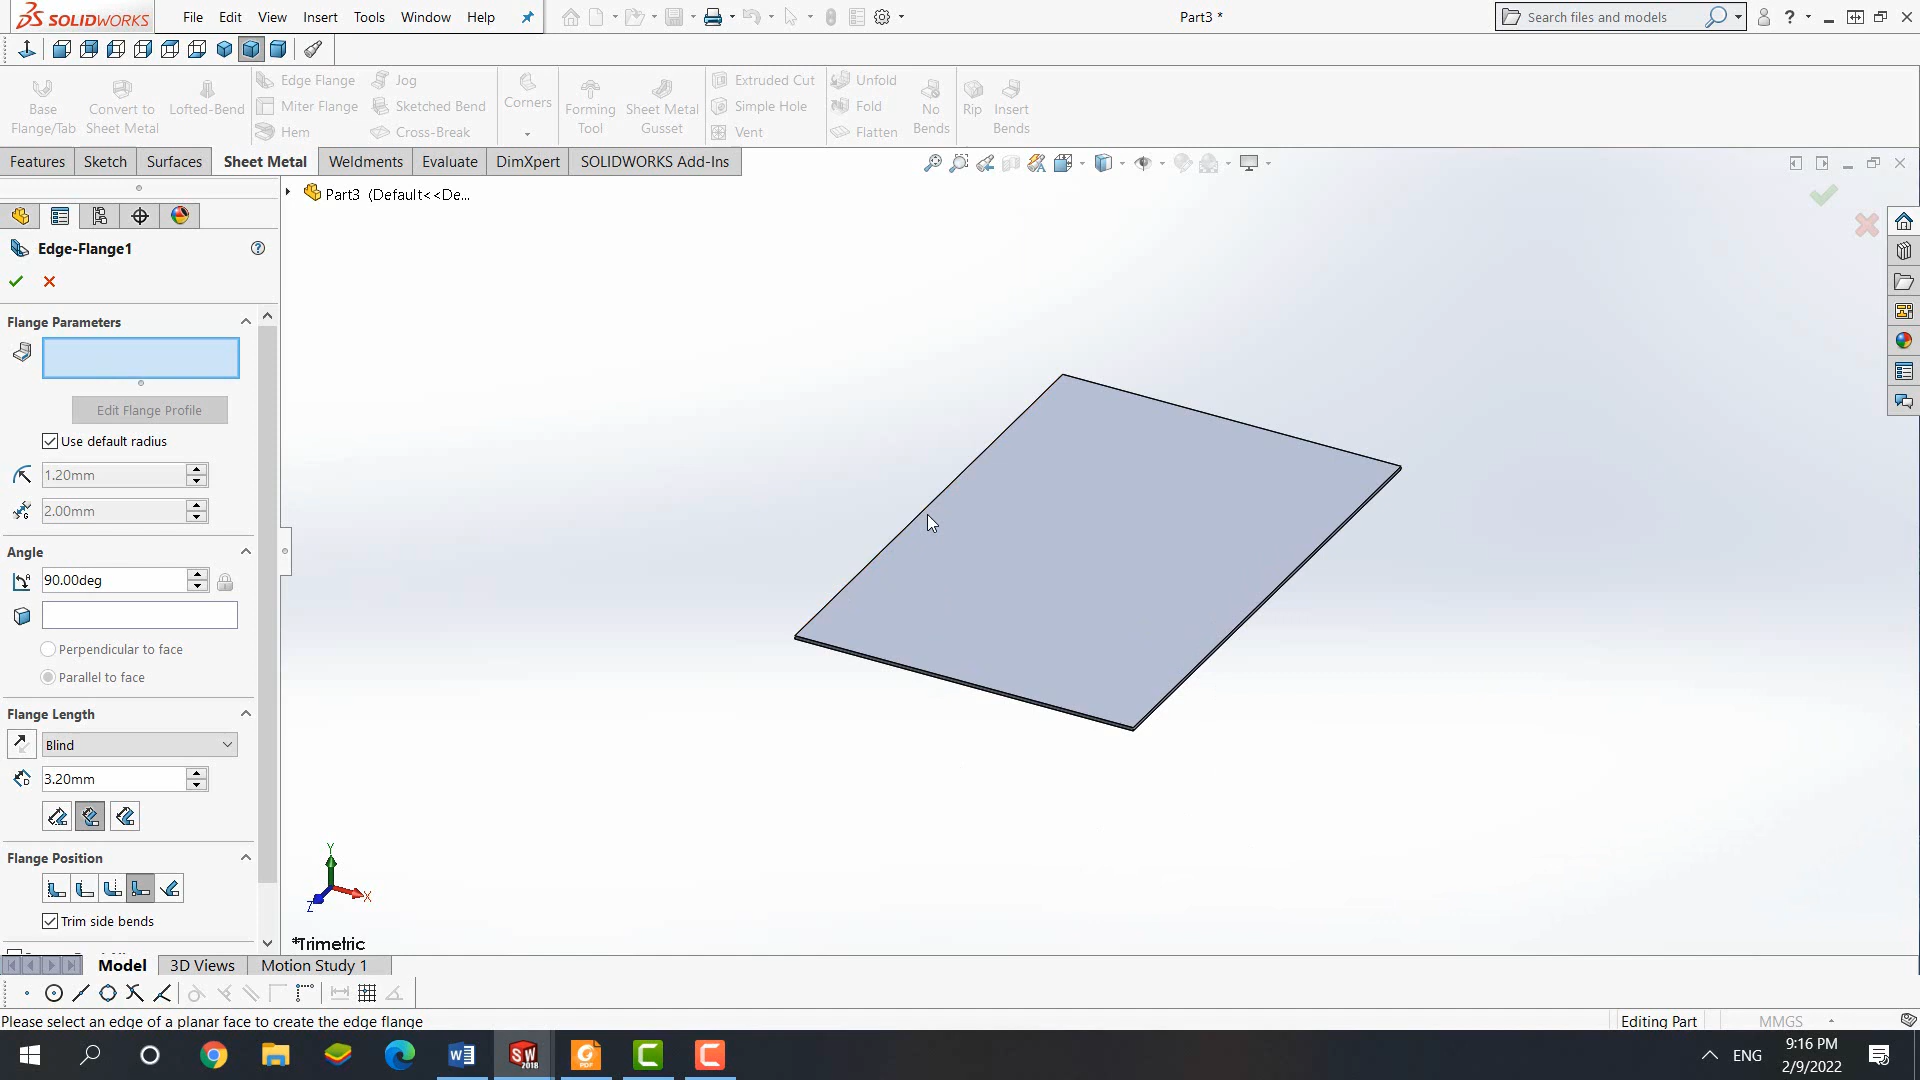 SOLIDWORKS File Edit View Insert Tools Window Help Part3 * Search files and models ?
Base Flange/Tab Convert to Sheet Metal Lofted-Bend Edge Flange Miter Flange Hem Jog Sketched Bend Cross-Break Corners Forming Tool Sheet Metal Gusset Extruded Cut Simple Hole Vent Unfold Fold Flatten No Bends Rip Insert Bends
Features Sketch Surfaces Sheet Metal Weldments Evaluate DimXpert SOLIDWORKS Add-Ins
Part3 (Default<<De...
Edge-Flange1 ?
Flange Parameters
Edit Flange Profile
Use default radius
1.20mm
2.00mm
Angle
90.00deg
Perpendicular to face
Parallel to face
Flange Length
Blind
3.20mm
Flange Position
Trim side bends
Y
X
Z
*Trimetric
Model 3D Views Motion Study 1
Please select an edge of a planar face to create the edge flange Editing Part MMGS
SW 2018 PDF ENG 9:16 PM
2/9/2022